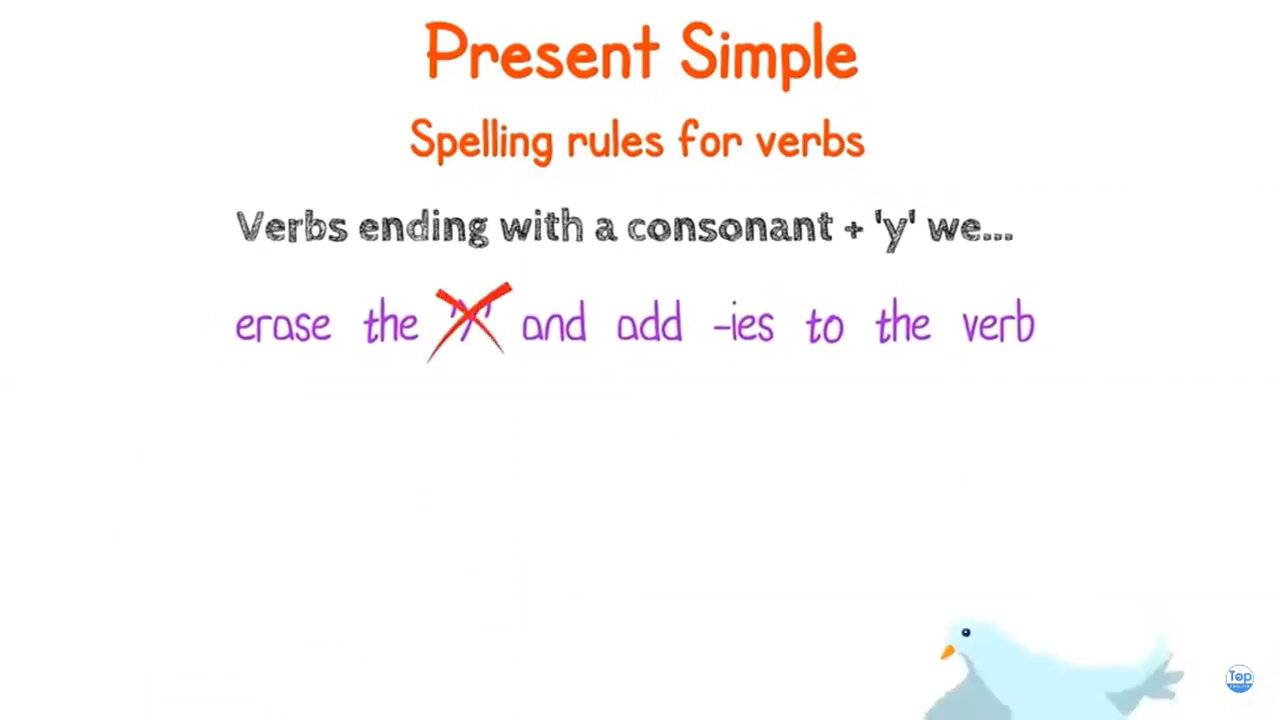 Present Simple
Spelling rules for verbs
Verbs ending with a consonant + 'y' we...
erase the 'y' and add -ies to the verb
Top